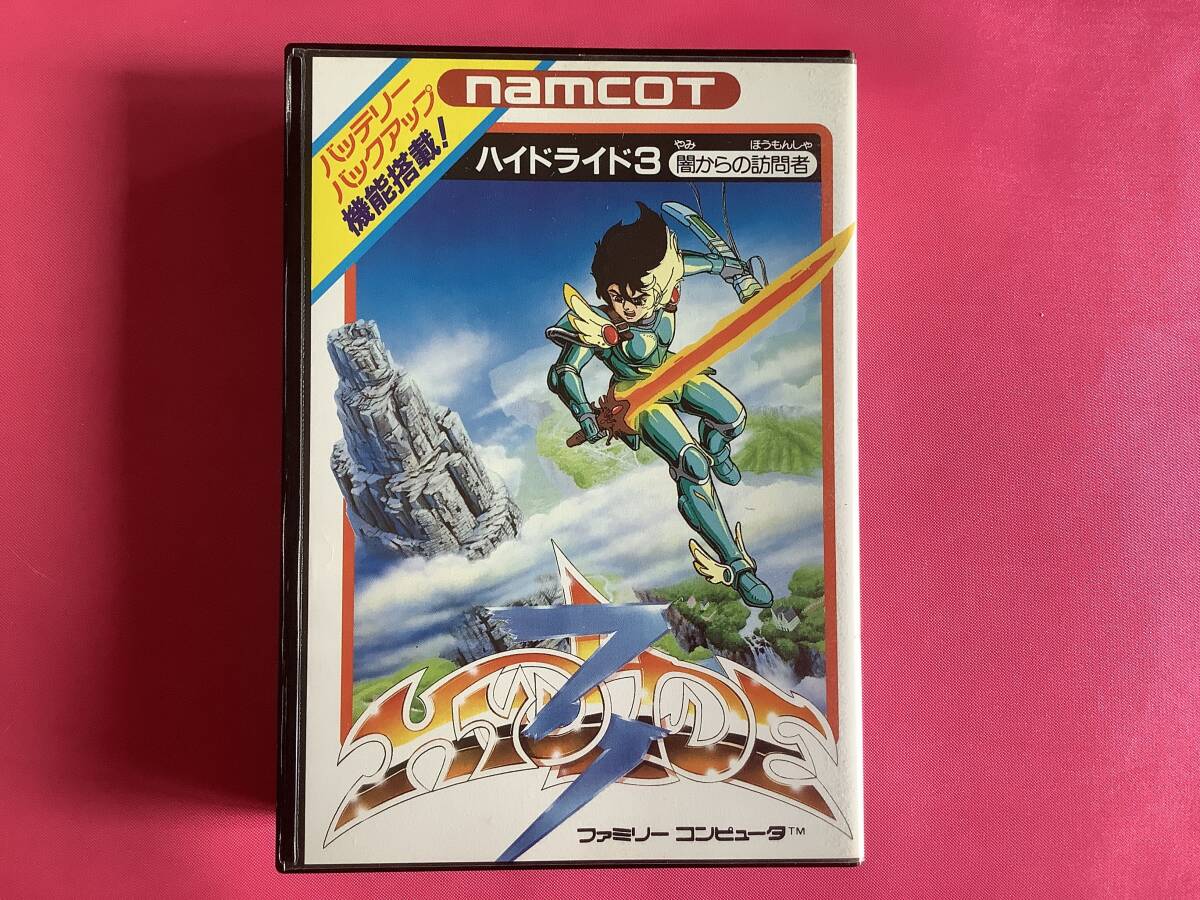 バッテリー
バックアップ
機能搭載!
namcoT
やみ ほうもんしゃ
ハイドライド3 闇からの訪問者
HYDLIDE
3
ファミリー コンピュータ™